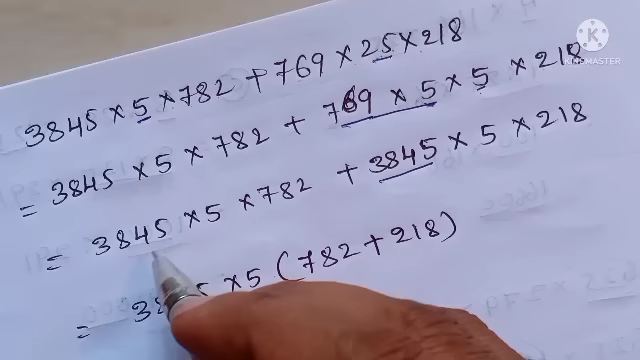 3845 × 5 × 782 + 769 × 25 × 218
= 3845 × 5 × 782 + 769 × 5 × 5 × 218
= 3845 × 5 × 782 + 3845 × 5 × 218
= × 5 (782 + 218)
KINEMASTER